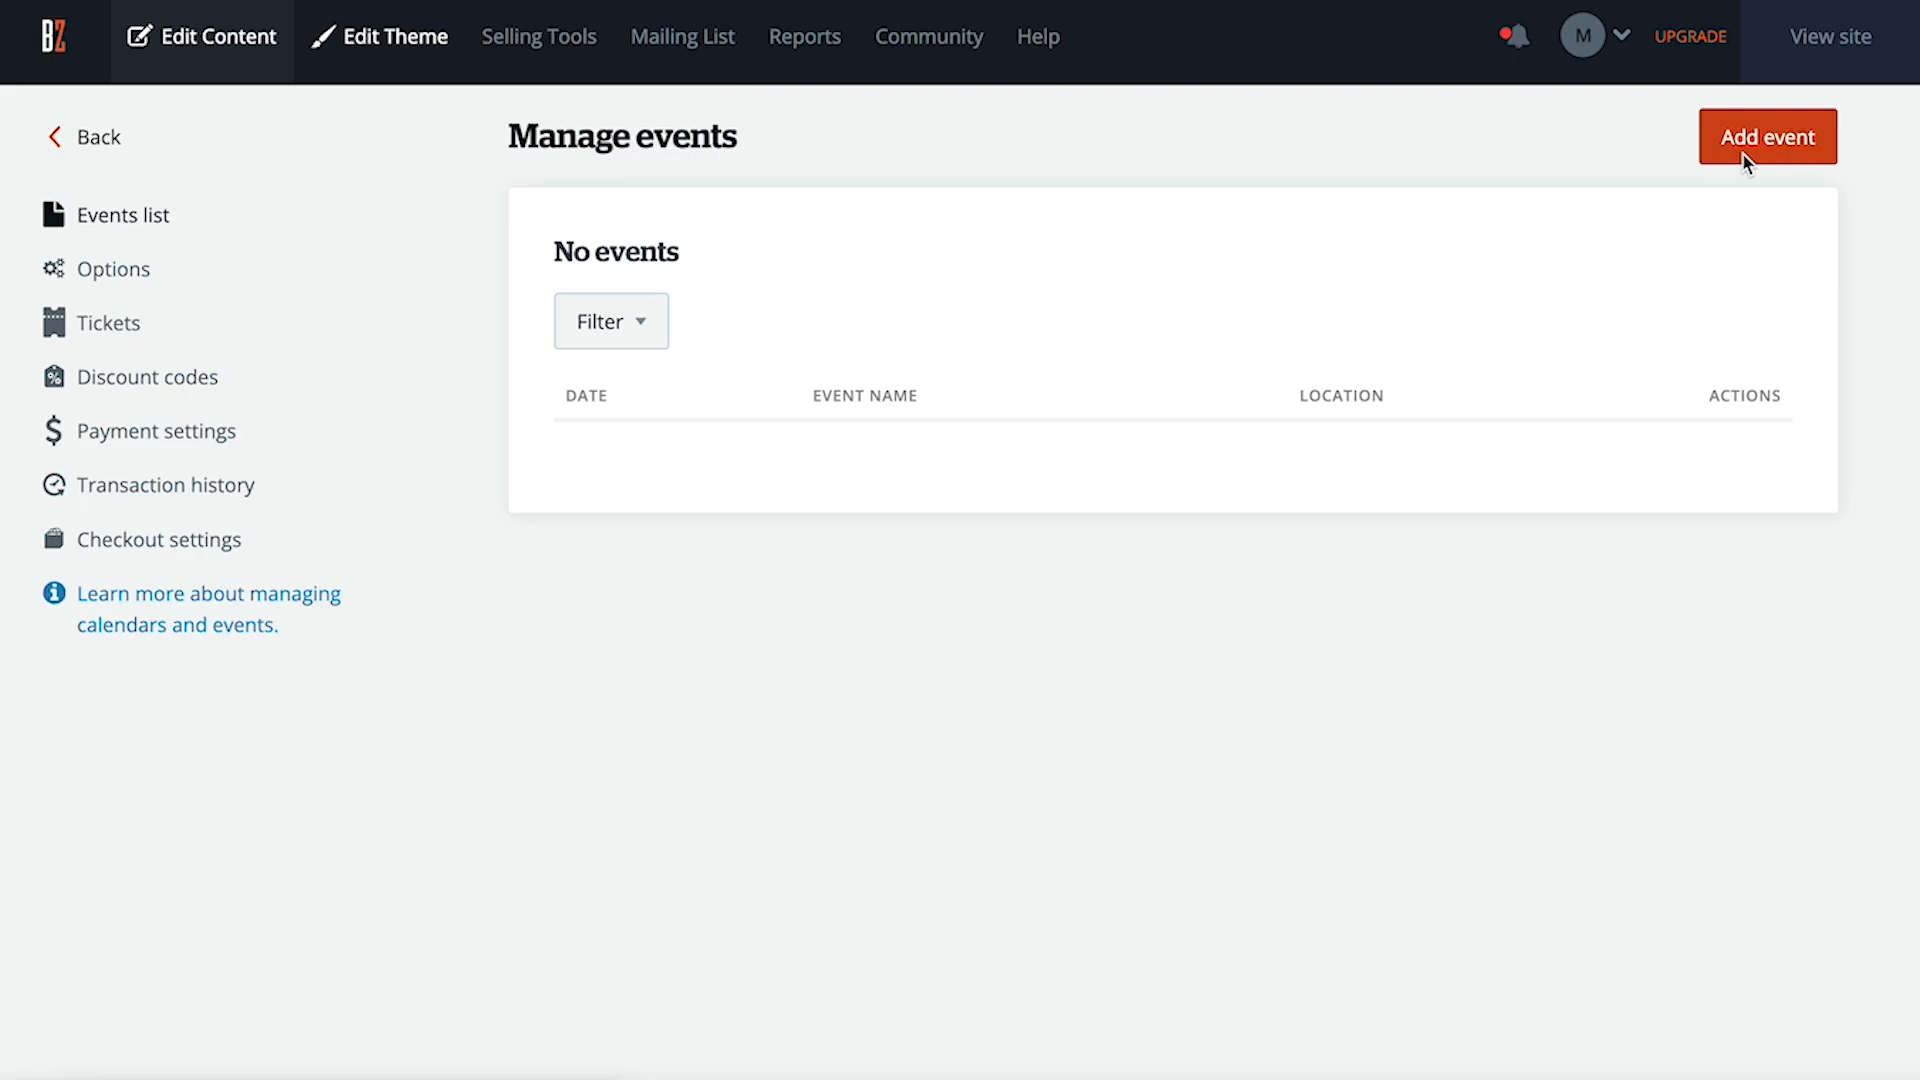 BZ
Edit Content
Edit Theme
Selling Tools
Mailing List
Reports
Community
Help
M
UPGRADE
View site
Back
Manage events
Add event
Events list
Options
Tickets
Discount codes
Payment settings
Transaction history
Checkout settings
Learn more about managing
calendars and events.
No events
Filter
DATE
EVENT NAME
LOCATION
ACTIONS